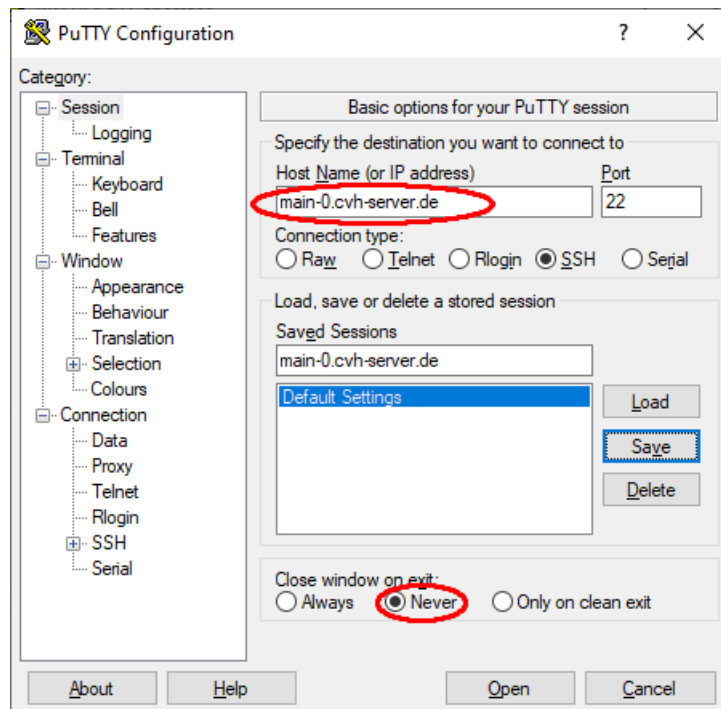 PuTTY Configuration
?
Category:
Session
Logging
Terminal
Keyboard
Bell
Features
Window
Appearance
Behaviour
Translation
Selection
Colours
Connection
Data
Proxy
Telnet
Rlogin
SSH
Serial
Basic options for your PuTTY session
Specify the destination you want to connect to
Host Name (or IP address) Port
main-0.cvh-server.de 22
Connection type:
Raw Telnet Rlogin SSH Serial
Load, save or delete a stored session
Saved Sessions
main-0.cvh-server.de
Default Settings
Load
Save
Delete
Close window on exit:
Always Never Only on clean exit
About Help Open Cancel